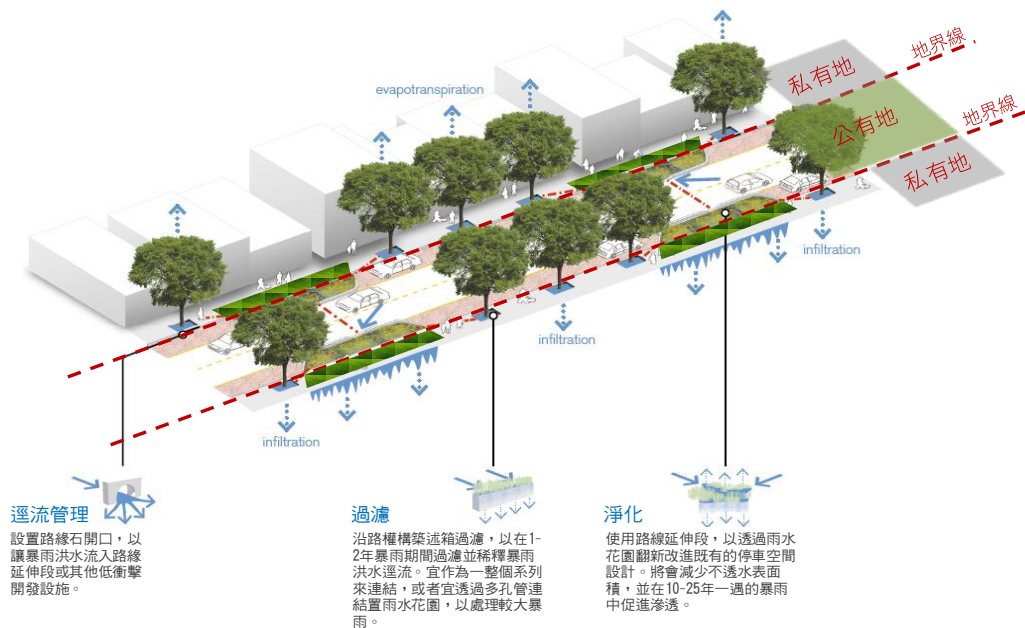 地界線
私有地
evapotranspiration
公有地
地界線
私有地
infiltration
infiltration
infiltration
逕流管理
設置路緣石開口，以
讓暴雨洪水流入路緣
延伸段或其他低衝擊
開發設施。
過濾
沿路權構築述箱過濾，以在1-
2年暴雨期間過濾並稀釋暴雨
洪水逕流。宜作為一整個系列
來連結，或者宜透過多孔管連
結置雨水花園，以處理較大暴
雨。
淨化
使用路線延伸段，以透過雨水
花園翻新改進既有的停車空間
設計。將會減少不透水表面
積，並在10-25年一遇的暴雨
中促進滲透。